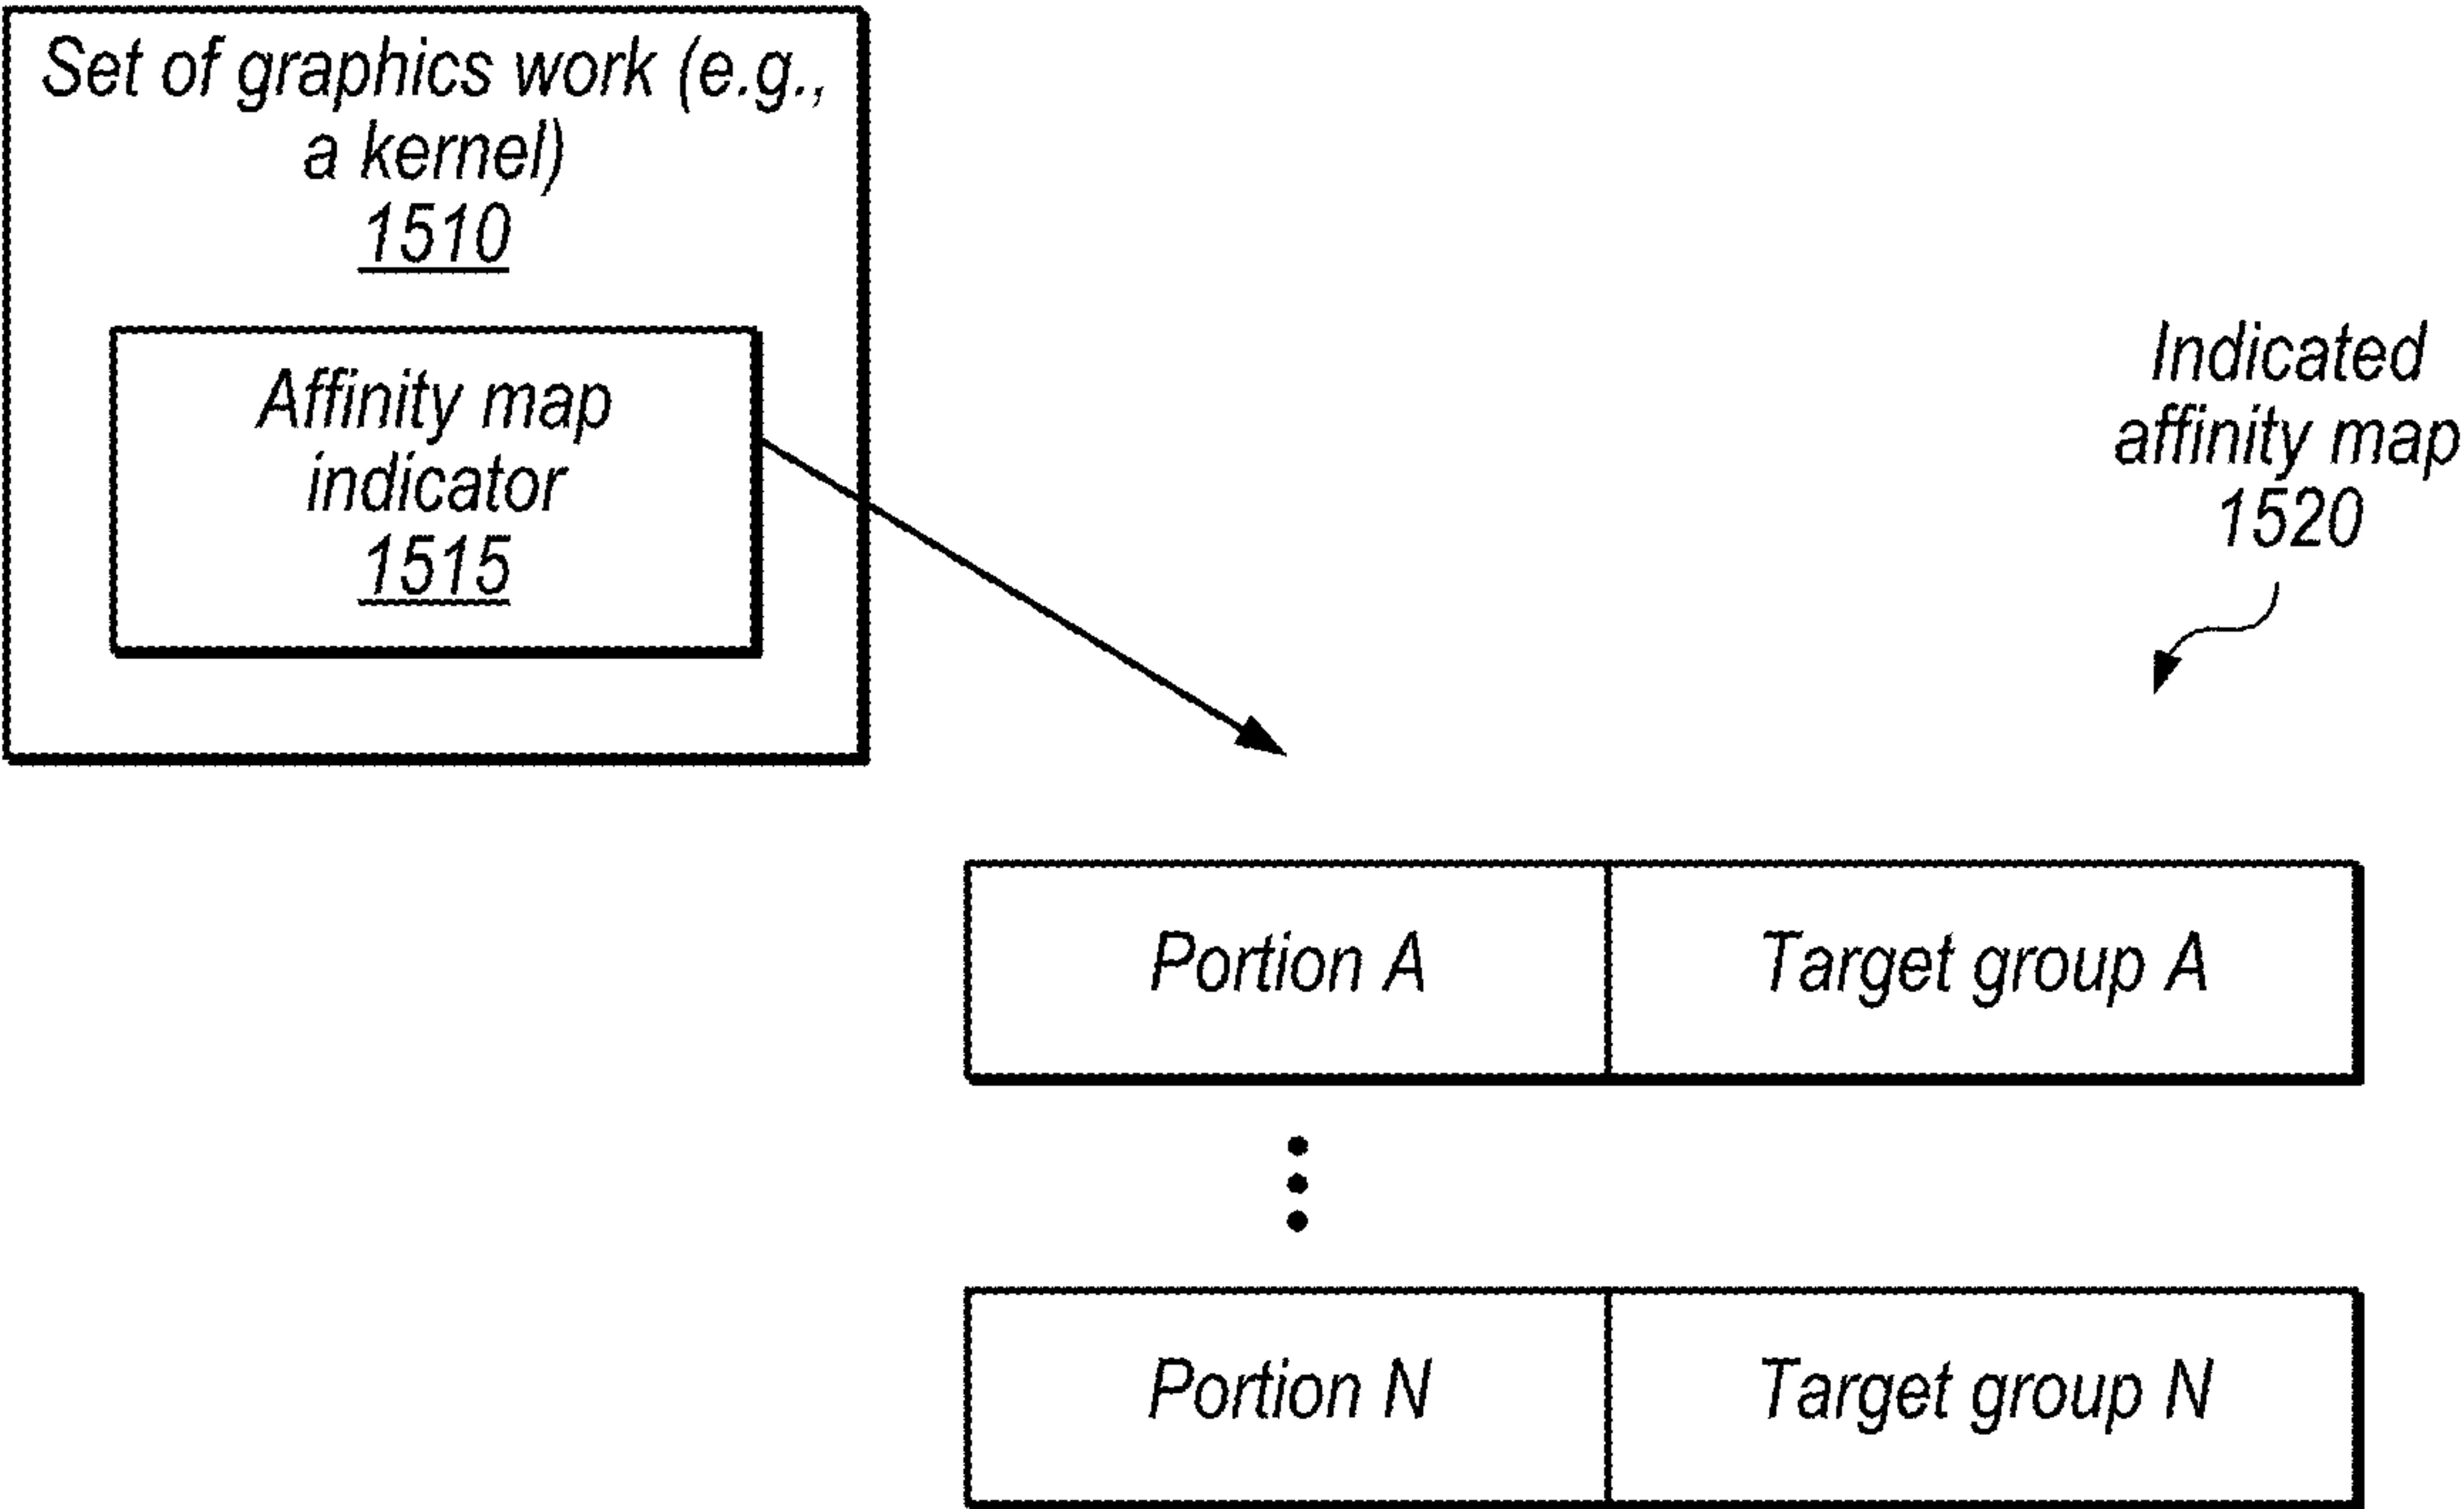 Set of graphics work (e.g.,
a kernel)
1510
Affinity map
indicator
1515
Indicated
affinity map
1520
Portion A
Target group A
Portion N
Target group N